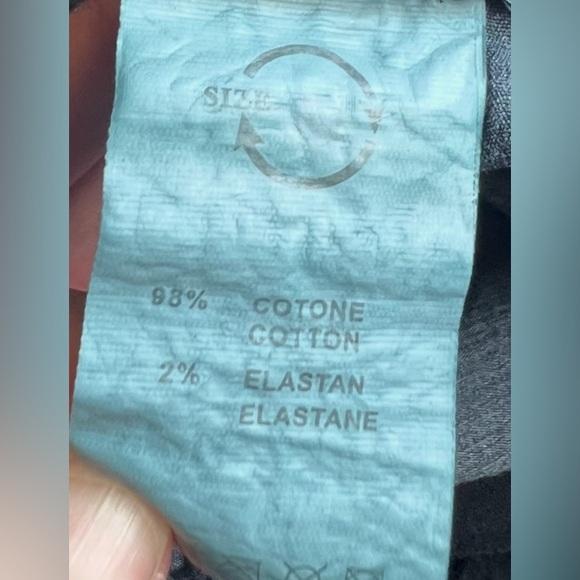 SIZE
98% COTONE
COTTON
2% ELASTAN
ELASTANE